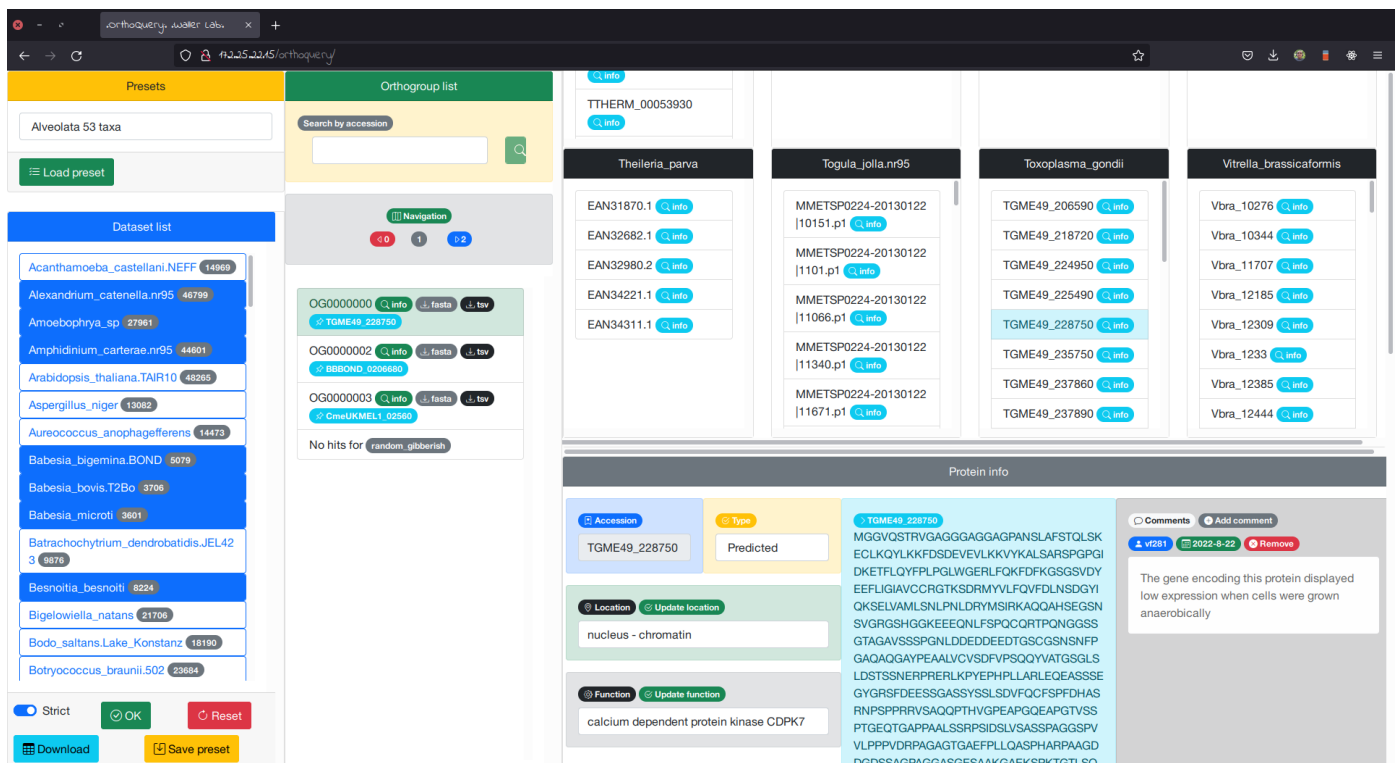 .orthoquery. .waller Lab.
/orthoquery/
Presets
Alveolata 53 taxa
Load preset
Dataset list
Acanthamoeba_castellani.NEFF 14969
Alexandrium_catenella.nr95 46799
Amoebophrya_sp 27961
Amphidinium_carterae.nr95 44601
Arabidopsis_thaliana.TAIR10 48265
Aspergillus_niger 13082
Aureococcus_anophagefferens 14473
Babesia_bigemina.BOND 5079
Babesia_bovis.T2Bo 3706
Babesia_microti 3601
Batrachochytrium_dendrobatidis.JEL42
3 9876
Besnoitia_besnoiti 8224
Bigelowiella_natans 21706
Bodo_saltans.Lake_Konstanz 18190
Botryococcus_braunii.502 23684
Strict
OK
Reset
Download
Save preset
Orthogroup list
Search by accession
Navigation
0
1
2
OG0000000 info fasta tsv
TGME49_228750
OG0000002 info fasta tsv
BBBOND_0206680
OG0000003 info fasta tsv
CmeUKMEL1_02560
No hits for random_gibberish
info
TTHERM_00053930
info
Theileria_parva
EAN31870.1 info
EAN32682.1 info
EAN32980.2 info
EAN34221.1 info
EAN34311.1 info
Togula_jolla.nr95
MMETSP0224-20130122
|10151.p1 info
MMETSP0224-20130122
|1101.p1 info
MMETSP0224-20130122
|11066.p1 info
MMETSP0224-20130122
|11340.p1 info
MMETSP0224-20130122
|11671.p1 info
Toxoplasma_gondii
TGME49_206590 info
TGME49_218720 info
TGME49_224950 info
TGME49_225490 info
TGME49_228750 info
TGME49_235750 info
TGME49_237860 info
TGME49_237890 info
Vitrella_brassicaformis
Vbra_10276 info
Vbra_10344 info
Vbra_11707 info
Vbra_12185 info
Vbra_12309 info
Vbra_1233 info
Vbra_12385 info
Vbra_12444 info
Protein info
Accession
TGME49_228750
Type
Predicted
Location Update location
nucleus - chromatin
Function Update function
calcium dependent protein kinase CDPK7
>TGME49_228750
MGGVQSTRVGAGGGAGGAGPANSLAFSTQLSK
ECLKQYLKKFDSDEVEVLKKVYKALSARSPGPGI
DKETFLQYFPLPGLWGERLFQKFDFKGSGSVDY
EEFLIGIAVCCRGTKSDRMYVLFQVFDLNSDGYI
QKSELVAMLSNLPNLDRYMSIRKAQQAHSEGSN
SVGRGSHGGKEEEQNLFSPQCQRTPQNGGSS
GTAGAVSSSPGNLDDEDDEEDTGSCGSNSNFP
GAQAQGAYPEAALVCVSDFVPSQQYVATGSGLS
LDSTSSNERPRERLKPYEPHPLLARLEQEASSSE
GYGRSFDEESSGASSYSSLSDVFQCFSPFDHAS
RNPSPPRRVSAQQPTHVGPEAPGQEAPGTVSS
PTGEQTGAPPAALSSRPSIDSLVSASSPAGGSPV
VLPPPVDRPAGAGTGAEFPLLQASPHARPAAGD
DGDSSAGPAGGASGESAAKGAEKSPKTGTLSQ
Comments Add comment
vf281 2022-8-22 Remove
The gene encoding this protein displayed
low expression when cells were grown
anaerobically